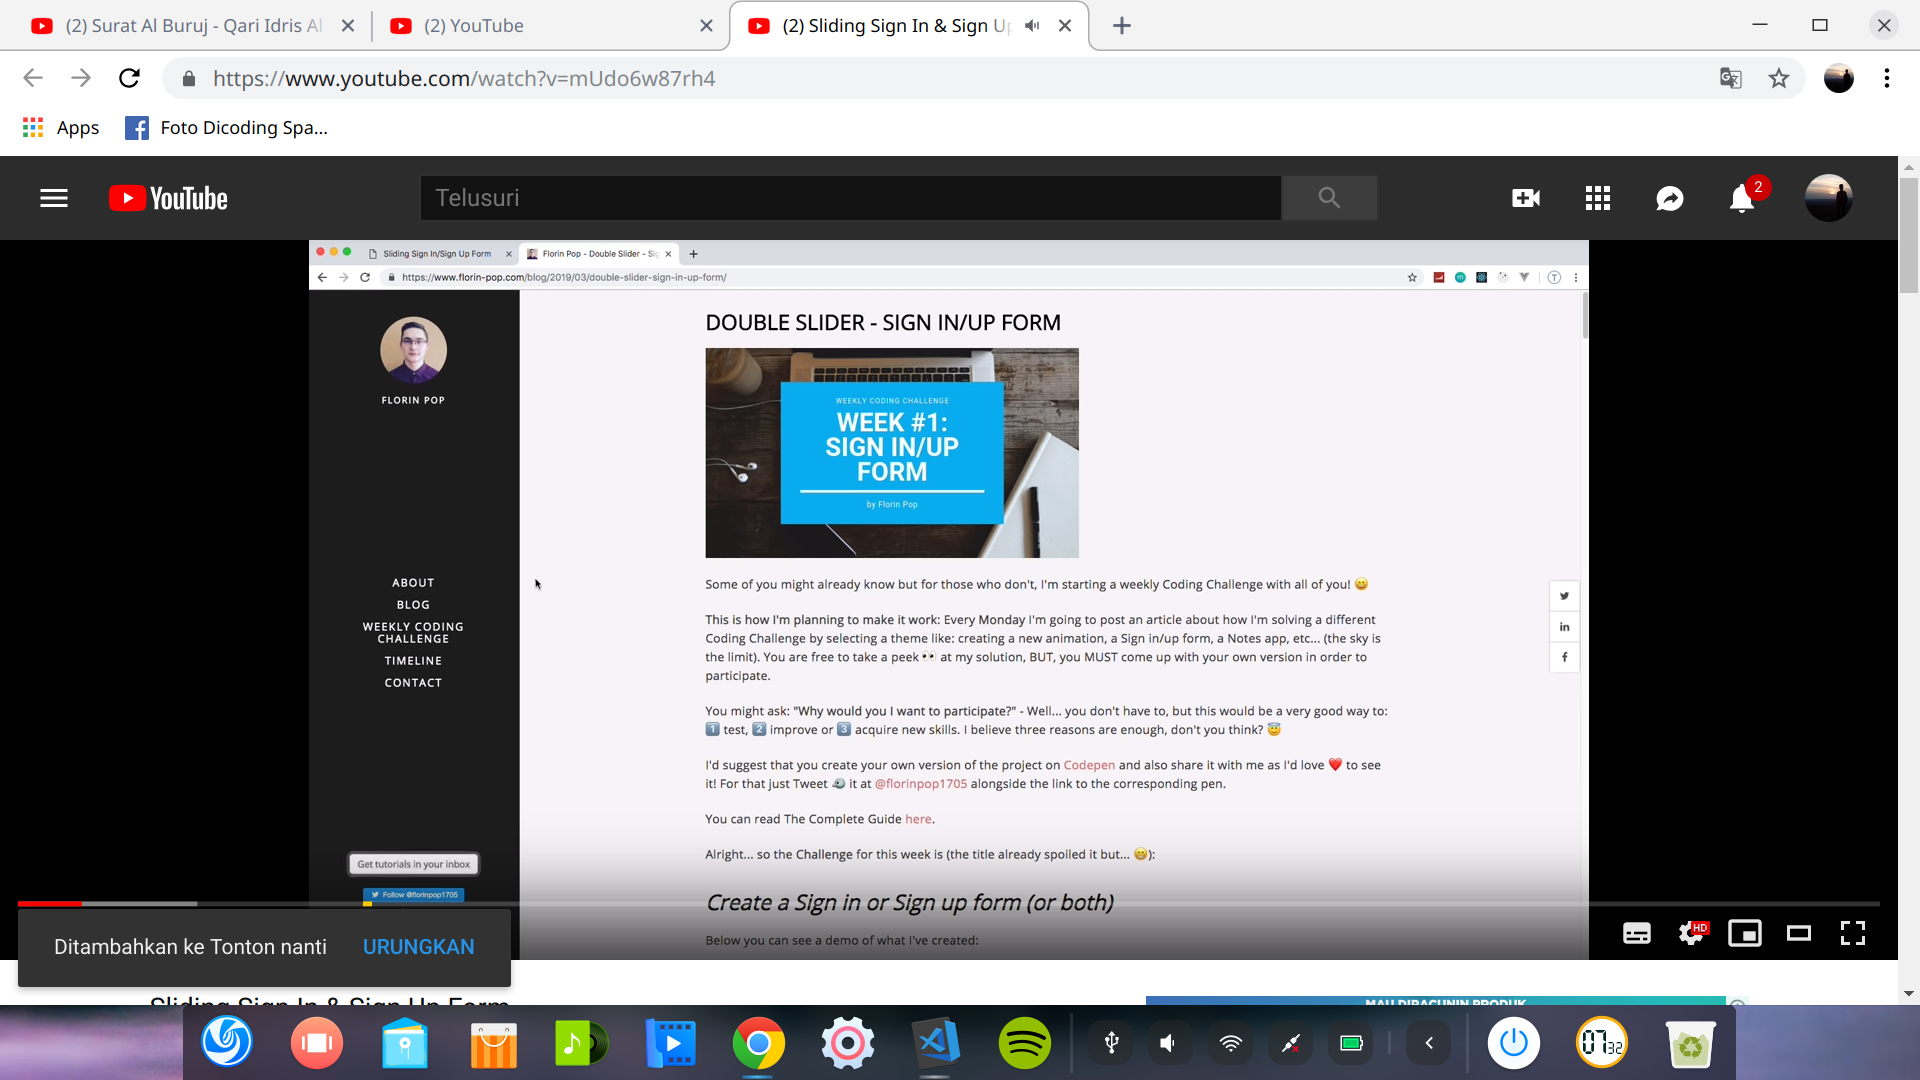 (2) Surat Al Buruj - Qari Idris Al
(2) YouTube
(2) Sliding Sign In & Sign Up
https://www.youtube.com/watch?v=mUdo6w87rh4
Apps
Foto Dicoding Spa...
YouTube
Telusuri
2
Sliding Sign In/Sign Up Form
Florin Pop - Double Slider - Sig
https://www.florin-pop.com/blog/2019/03/double-slider-sign-in-up-form/
T
FLORIN POP
ABOUT
BLOG
WEEKLY CODING
CHALLENGE
TIMELINE
CONTACT
Get tutorials in your inbox
Follow @florinpop1705
DOUBLE SLIDER - SIGN IN/UP FORM
WEEKLY CODING CHALLENGE
WEEK #1:
SIGN IN/UP
FORM
by Florin Pop
Some of you might already know but for those who don't, I'm starting a weekly Coding Challenge with all of you! 😀
This is how I'm planning to make it work: Every Monday I'm going to post an article about how I'm solving a different
Coding Challenge by selecting a theme like: creating a new animation, a Sign in/up form, a Notes app, etc... (the sky is
the limit). You are free to take a peek 👀 at my solution, BUT, you MUST come up with your own version in order to
participate.
You might ask: "Why would you I want to participate?" - Well... you don't have to, but this would be a very good way to:
1️⃣ test, 2️⃣ improve or 3️⃣ acquire new skills. I believe three reasons are enough, don't you think? 😇
I'd suggest that you create your own version of the project on Codepen and also share it with me as I'd love ❤️ to see
it! For that just Tweet 🐦 it at @florinpop1705 alongside the link to the corresponding pen.
You can read The Complete Guide here.
Alright... so the Challenge for this week is (the title already spoiled it but... 😁):
Create a Sign in or Sign up form (or both)
Below you can see a demo of what I've created:
HD
Ditambahkan ke Tonton nanti
URUNGKAN
Sliding Sign In & Sign Up Form
MAU DIRACUNIN PRODUK
07 32